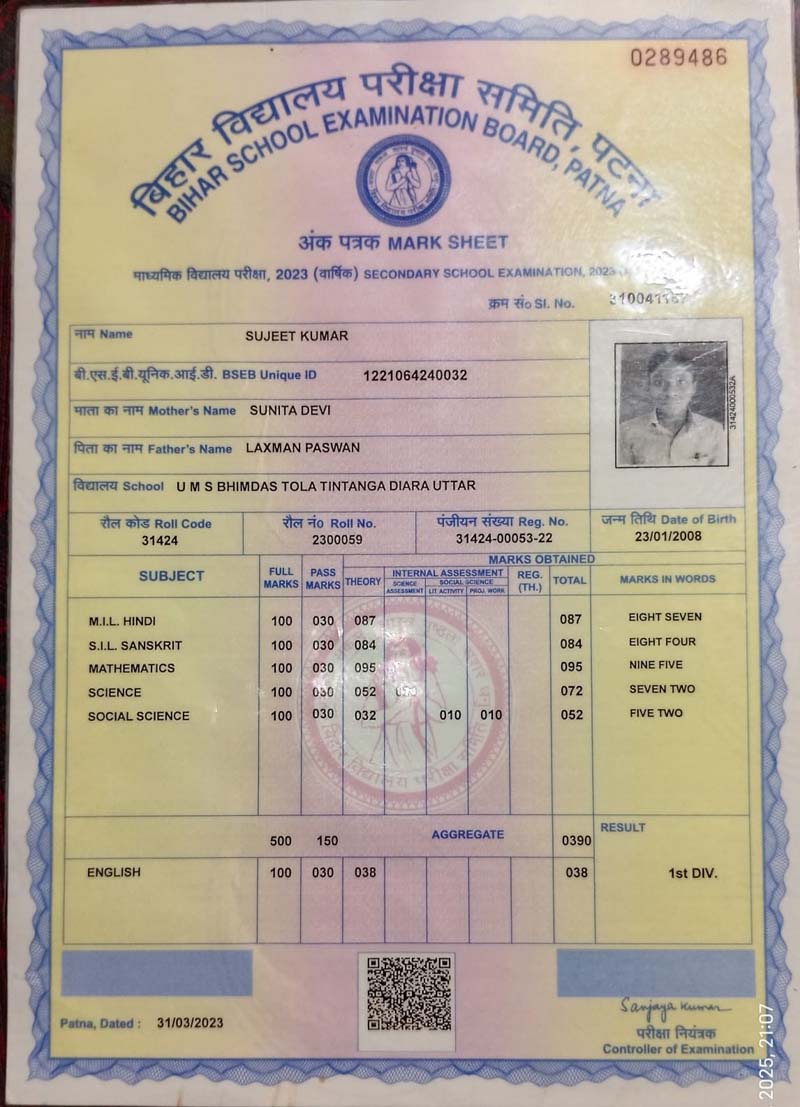 0289486
बिहार विद्यालय परीक्षा समिति, पटना
BIHAR SCHOOL EXAMINATION BOARD, PATNA
अंक पत्रक MARK SHEET
माध्यमिक विद्यालय परीक्षा, 2023 (वार्षिक) SECONDARY SCHOOL EXAMINATION, 2023
क्रम सं० Sl. No.
नाम Name SUJEET KUMAR
बी.एस.ई.बी.यूनिक.आई.डी. BSEB Unique ID 1221064240032
माता का नाम Mother's Name SUNITA DEVI
पिता का नाम Father's Name LAXMAN PASWAN
विद्यालय School U M S BHIMDAS TOLA TINTANGA DIARA UTTAR
रौल कोड Roll Code रौल नं० Roll No. पंजीयन संख्या Reg. No. जन्म तिथि Date of Birth
31424 2300059 31424-00053-22 23/01/2008
MARKS OBTAINED
SUBJECT FULL MARKS PASS MARKS THEORY INTERNAL ASSESSMENT REG. (TH.) TOTAL MARKS IN WORDS
SCIENCE ASSESSMENT SOCIAL SCIENCE
LIT. ACTIVITY PROJ. WORK
M.I.L. HINDI 100 030 087 087 EIGHT SEVEN
S.I.L. SANSKRIT 100 030 084 084 EIGHT FOUR
MATHEMATICS 100 030 095 095 NINE FIVE
SCIENCE 100 030 052 072 SEVEN TWO
SOCIAL SCIENCE 100 030 032 010 010 052 FIVE TWO
500 150 AGGREGATE 0390 RESULT
ENGLISH 100 030 038 038 1st DIV.
Sanjaya Kumar
Patna, Dated : 31/03/2023
परीक्षा नियंत्रक
Controller of Examination
2025, 21:07